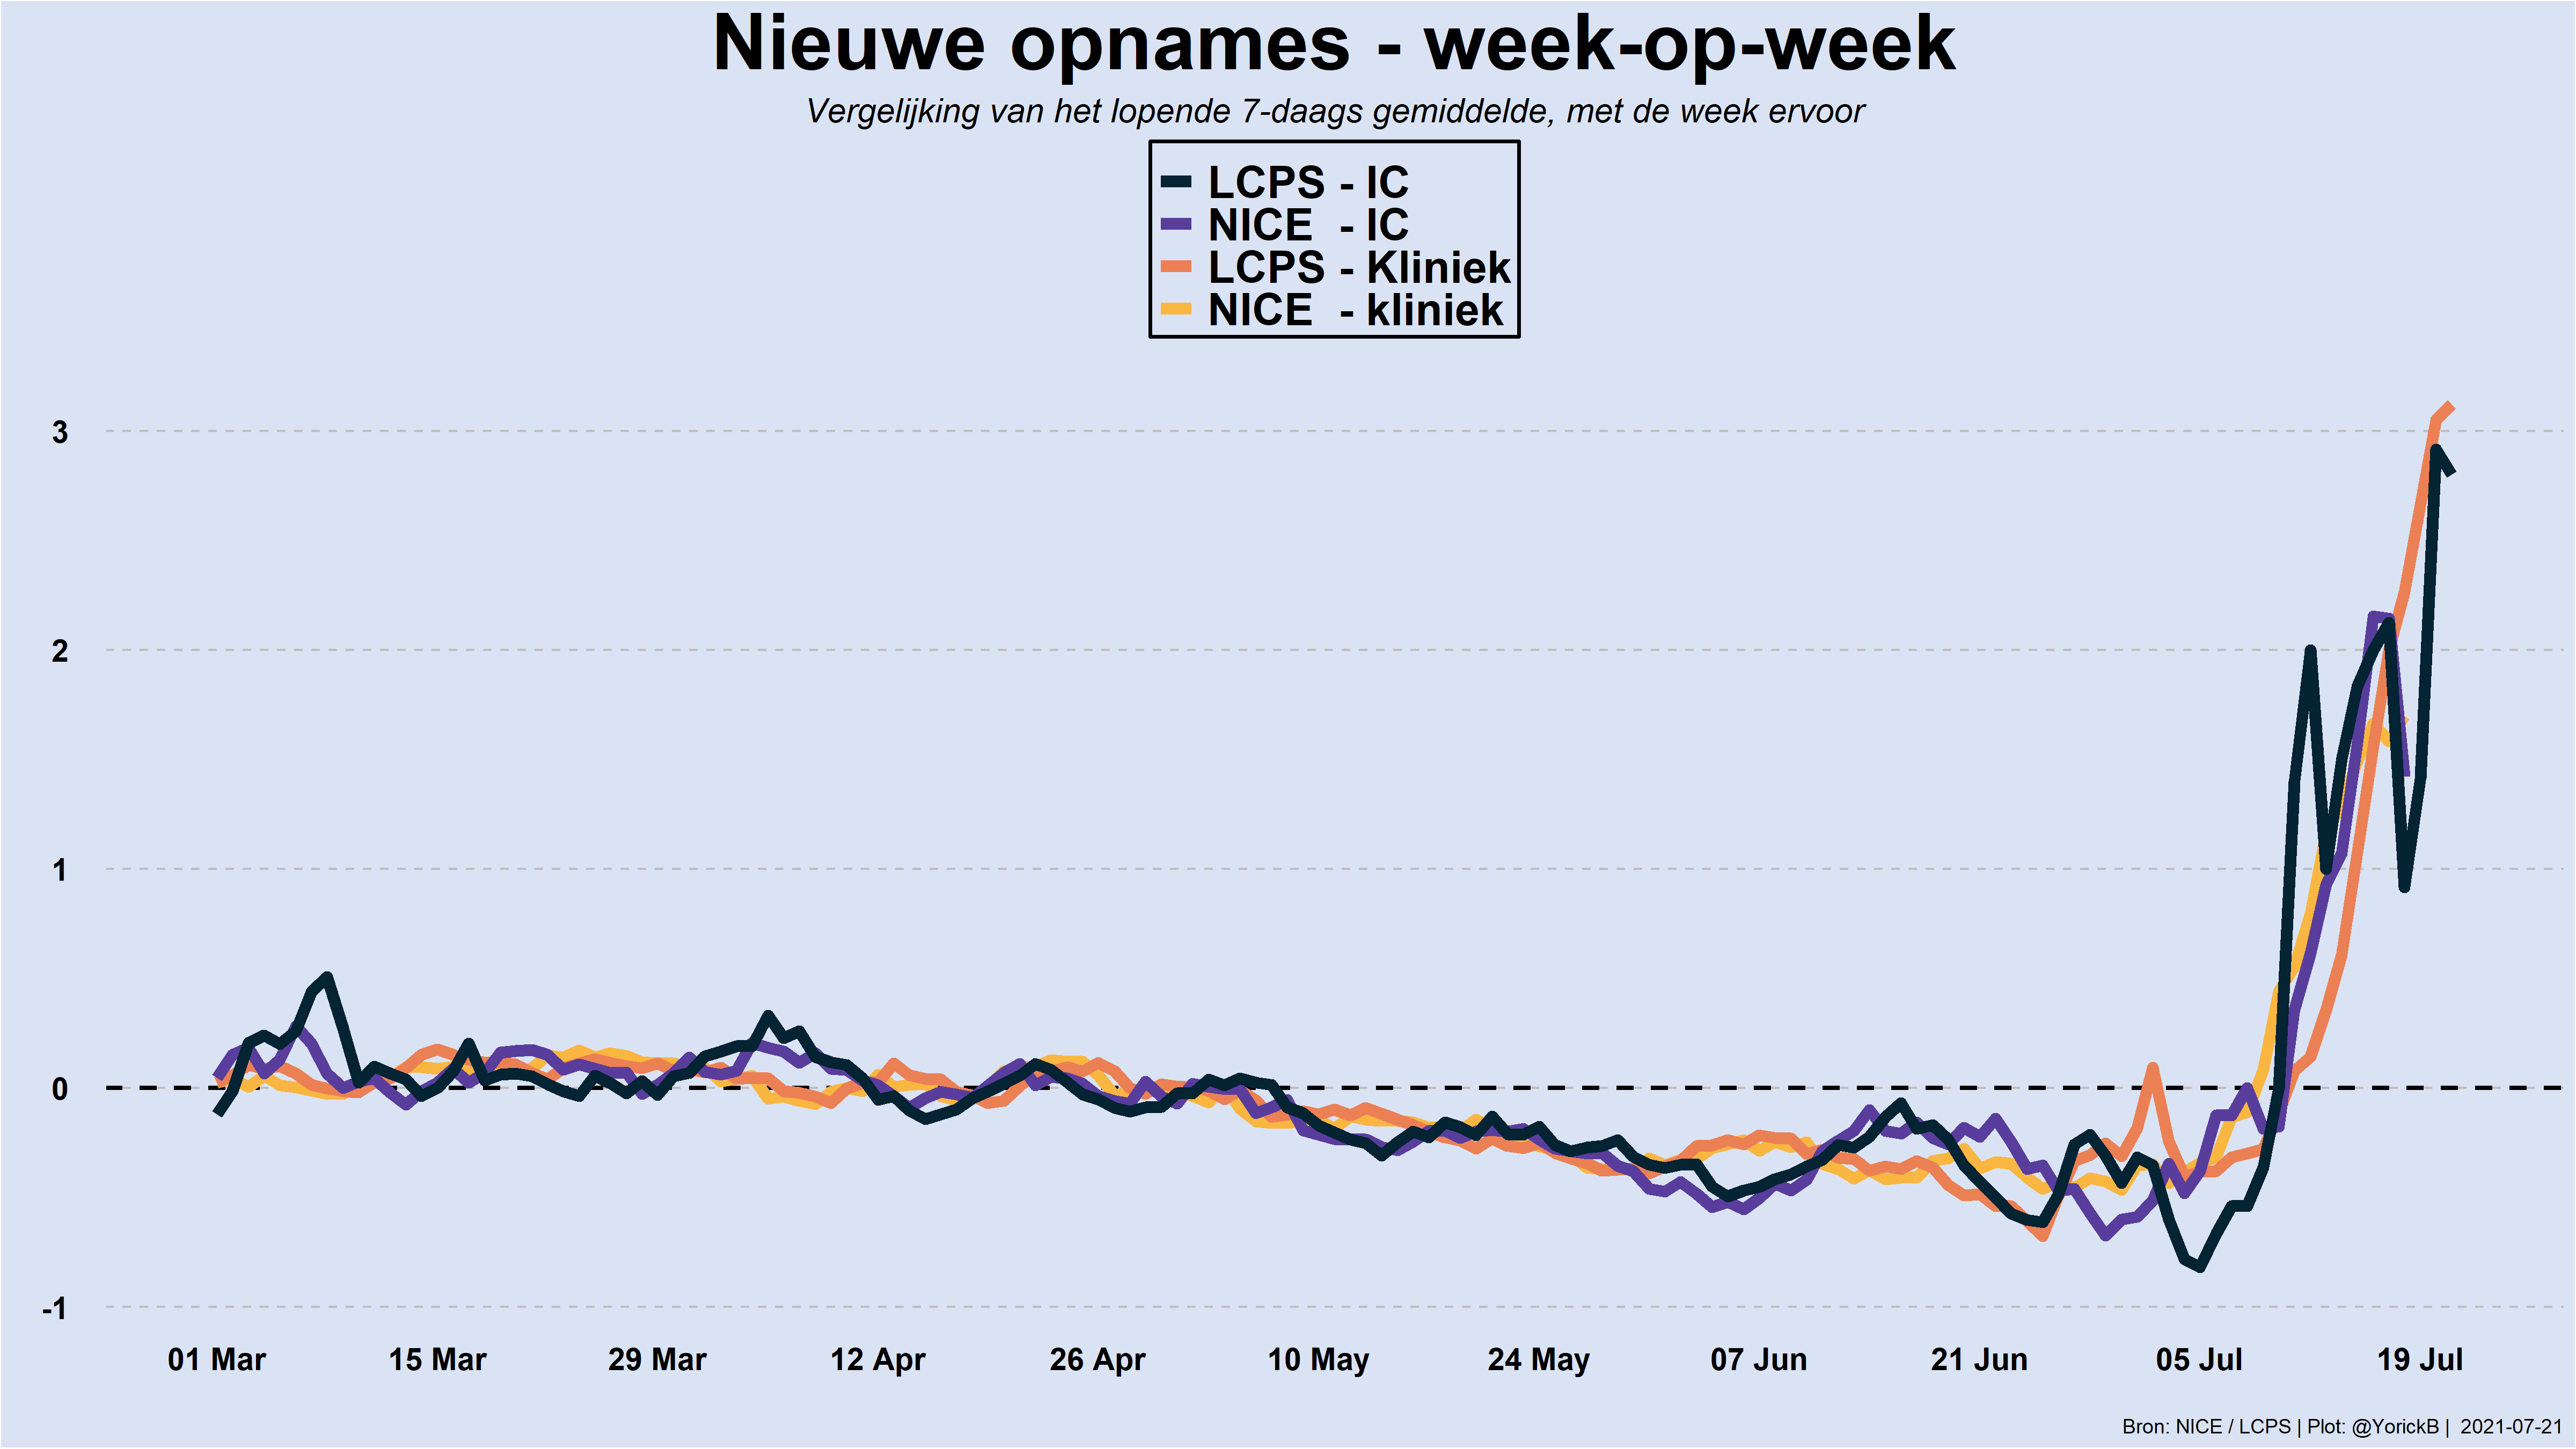 Nieuwe opnames - week-op-week
Vergelijking van het lopende 7-daags gemiddelde, met de week ervoor
LCPS - IC
NICE - IC
LCPS - Kliniek
NICE - kliniek
3
2
1
0
-1
01 Mar 15 Mar 29 Mar 12 Apr 26 Apr 10 May 24 May 07 Jun 21 Jun 05 Jul 19 Jul
Bron: NICE / LCPS | Plot: @YorickB | 2021-07-21